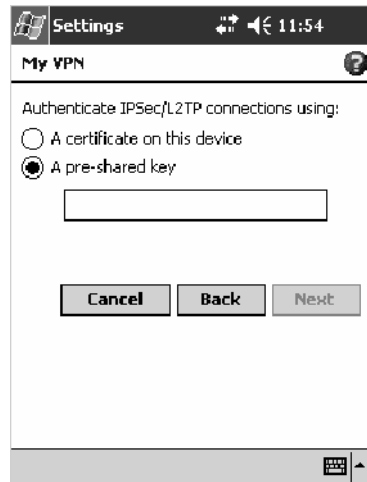 Settings 11:54
My VPN ?
Authenticate IPSec/L2TP connections using:
A certificate on this device
A pre-shared key
Cancel Back Next